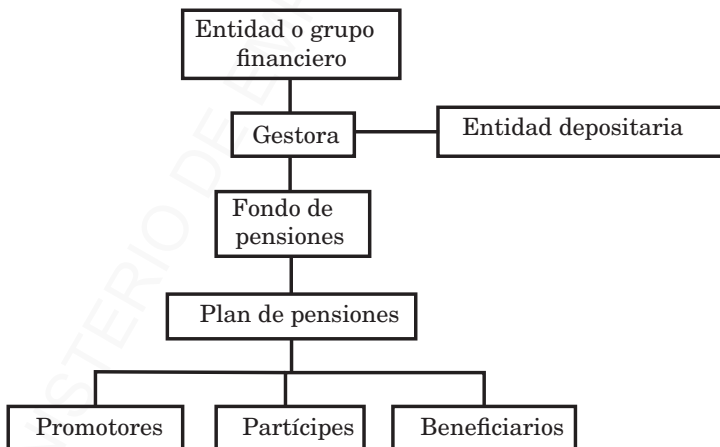 Entidad o grupo
financiero
Gestora
Entidad depositaria
Fondo de
pensiones
Plan de pensiones
Promotores
Partícipes
Beneficiarios